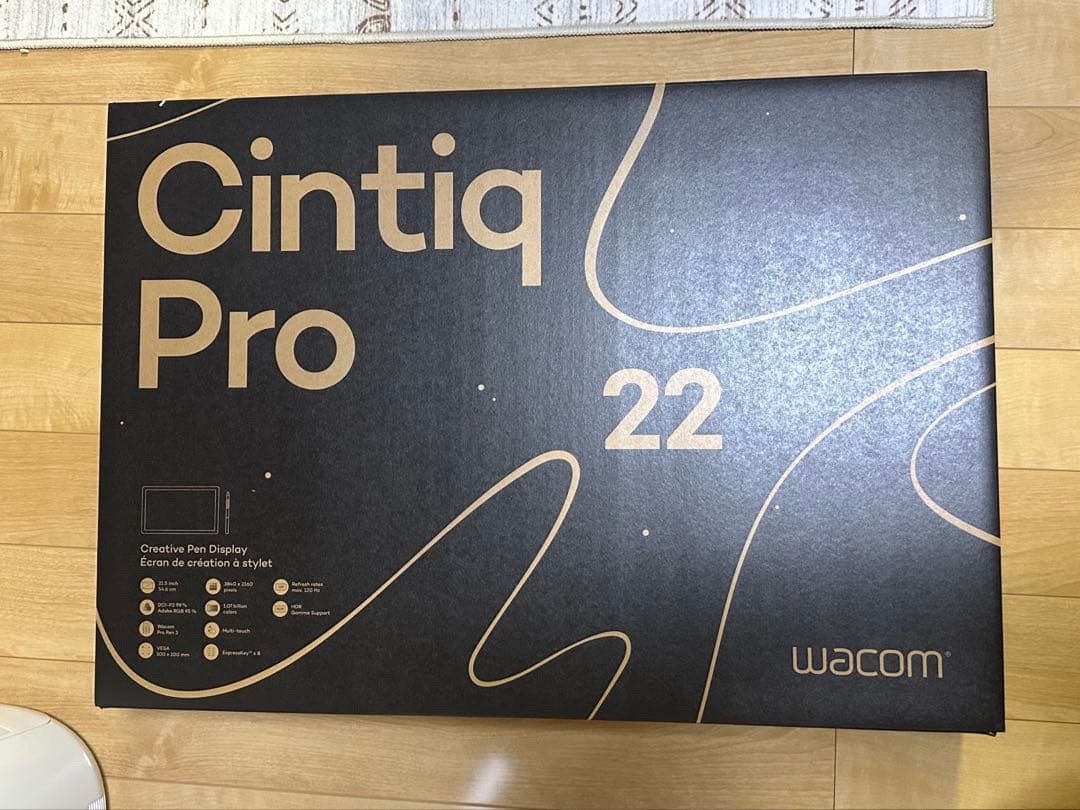 Cintiq
Pro
22
Creative Pen Display
Écran de création à stylet
21.5 inch
54.6 cm
3840 x 2160
pixels
Refresh rates
max. 120 Hz
DCI-P3 99 %
Adobe RGB 95 %
1.07 billion
colors
HDR
Gamma Support
Wacom
Pro Pen 3
Multi-touch
VESA
100 x 100 mm
ExpressKey™ x 8
wacom®